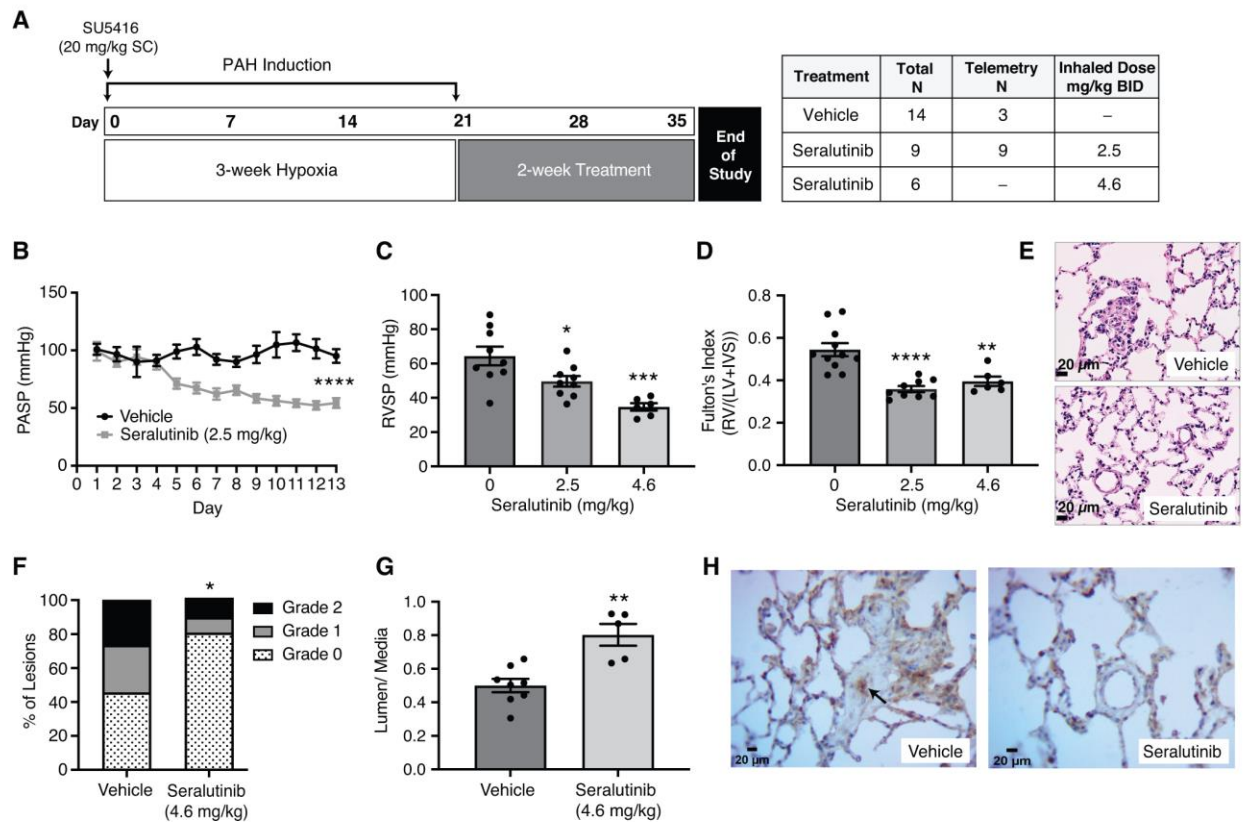 A
SU5416
(20 mg/kg SC)
PAH Induction
Day 0 7 14 21 28 35
3-week Hypoxia
2-week Treatment
End
of
Study
Treatment Total N Telemetry N Inhaled Dose mg/kg BID
Vehicle 14 3 –
Seralutinib 9 9 2.5
Seralutinib 6 – 4.6
B
PASP (mmHg)
150
100
50
0
****
Vehicle
Seralutinib (2.5 mg/kg)
0 1 2 3 4 5 6 7 8 9 10 11 12 13
Day
C
RVSP (mmHg)
100
80
60
40
20
0
*
***
0 2.5 4.6
Seralutinib (mg/kg)
D
Fulton's Index
(RV/(LV+IVS))
0.8
0.6
0.4
0.2
0.0
****
**
0 2.5 4.6
Seralutinib (mg/kg)
E
20 µm
Vehicle
20 µm
Seralutinib
F
% of Lesions
100
80
60
40
20
0
*
Grade 2
Grade 1
Grade 0
Vehicle Seralutinib
(4.6 mg/kg)
G
Lumen/ Media
1.0
0.8
0.6
0.4
0.2
0.0
**
Vehicle Seralutinib
(4.6 mg/kg)
H
20 µm
Vehicle
20 µm
Seralutinib